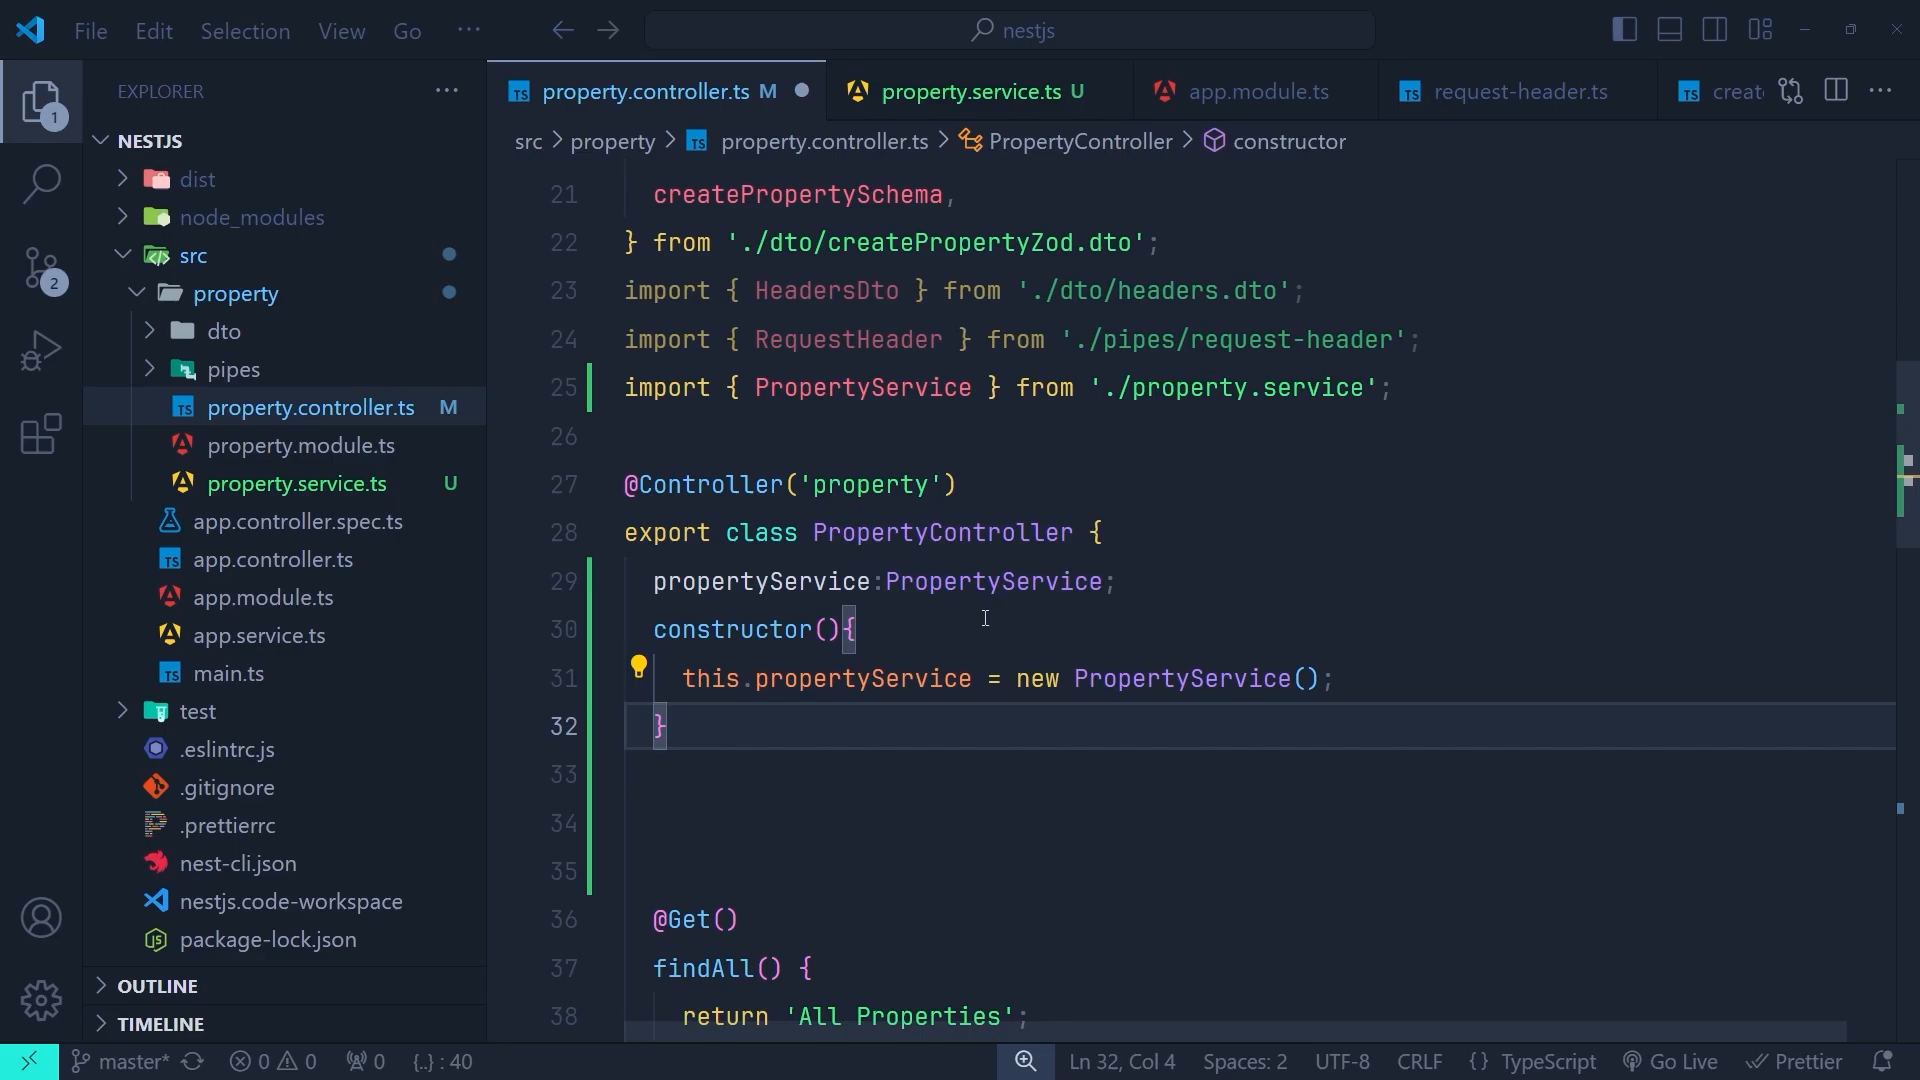 File Edit Selection View Go ··· nestjs
EXPLORER ···
NESTJS
dist
node_modules
src
property
dto
pipes
property.controller.ts M
property.module.ts
property.service.ts U
app.controller.spec.ts
app.controller.ts
app.module.ts
app.service.ts
main.ts
test
.eslintrc.js
.gitignore
.prettierrc
nest-cli.json
nestjs.code-workspace
package-lock.json
OUTLINE
TIMELINE
1
2
TS property.controller.ts M property.service.ts U app.module.ts TS request-header.ts TS creat
src > property > TS property.controller.ts > PropertyController > constructor
21 createPropertySchema,
22 } from './dto/createPropertyZod.dto';
23 import { HeadersDto } from './dto/headers.dto';
24 import { RequestHeader } from './pipes/request-header';
25 import { PropertyService } from './property.service';
26
27 @Controller('property')
28 export class PropertyController {
29 propertyService:PropertyService;
30 constructor(){
31 this.propertyService = new PropertyService();
32 }
33
34
35
36 @Get()
37 findAll() {
38 return 'All Properties';
master* 0 0 0 {..} : 40 Ln 32, Col 4 Spaces: 2 UTF-8 CRLF {} TypeScript Go Live Prettier